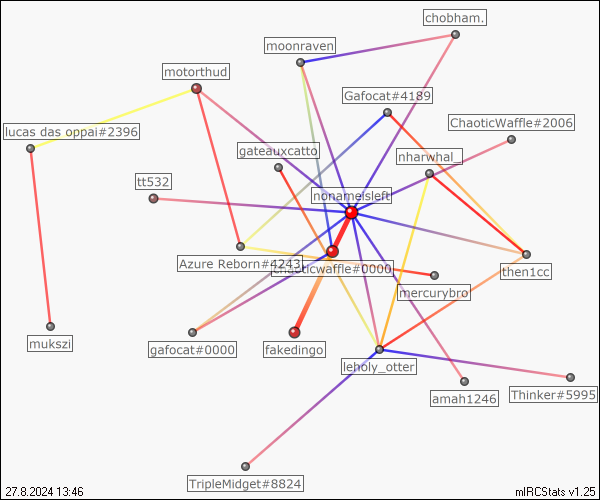 chobham.
moonraven
motorthud
Gafocat#4189
ChaoticWaffle#2006
lucas das oppai#2396
gateauxcatto
nharwhal_
tt532
nonameisleft
Azure Reborn#4243
chaoticwaffle#0000
then1cc
mercurybro
mukszi
gafocat#0000
fakedingo
leholy_otter
amah1246
Thinker#5995
TripleMidget#8824
27.8.2024 13:46
mIRCStats v1.25